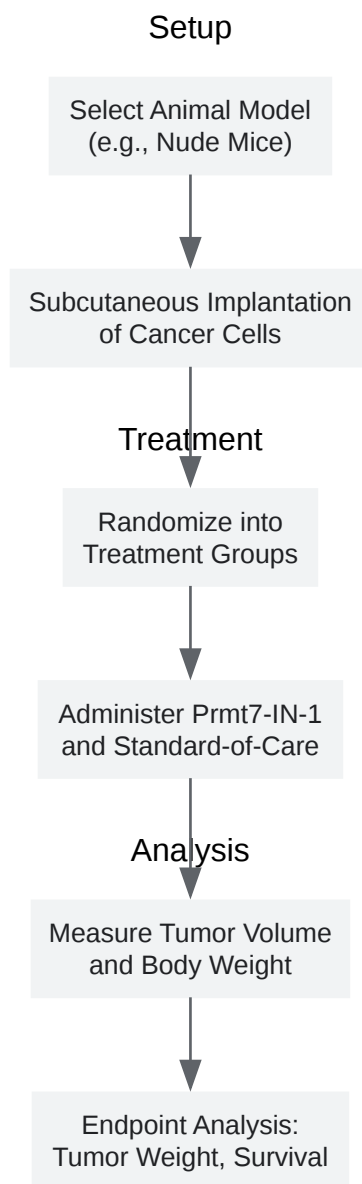 Setup
Select Animal Model
(e.g., Nude Mice)
Subcutaneous Implantation
of Cancer Cells
Treatment
Randomize into
Treatment Groups
Administer Prmt7-IN-1
and Standard-of-Care
Analysis
Measure Tumor Volume
and Body Weight
Endpoint Analysis:
Tumor Weight, Survival